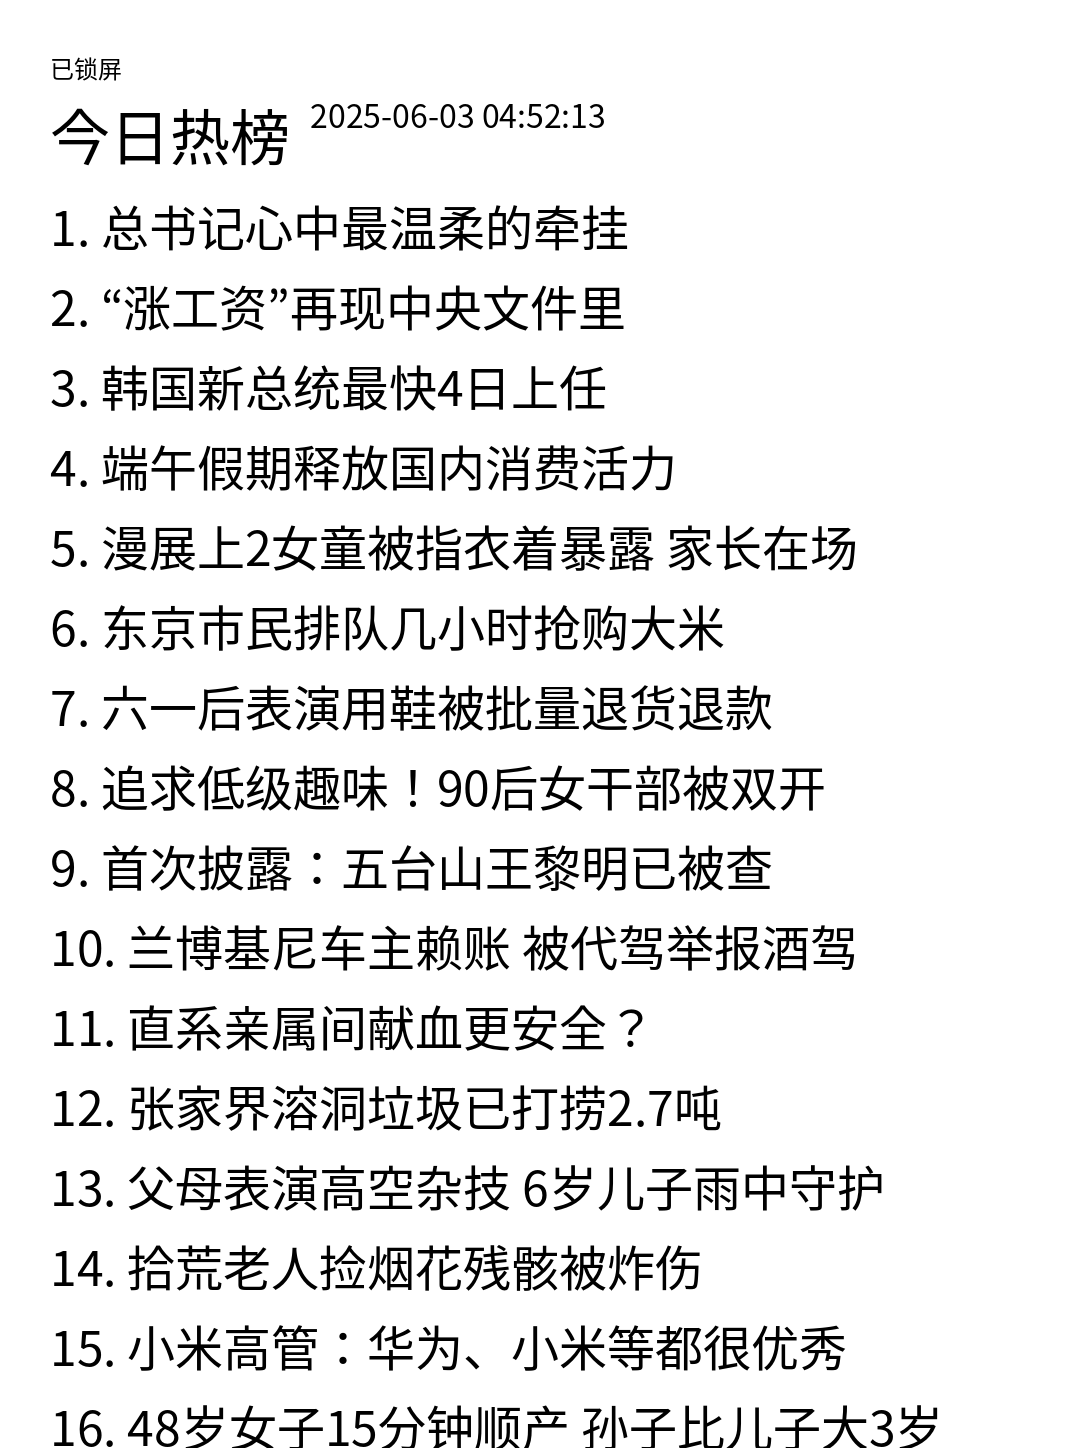 已锁屏
今日热榜 2025-06-03 04:52:13
1. 总书记心中最温柔的牵挂
2. “涨工资”再现中央文件里
3. 韩国新总统最快4日上任
4. 端午假期释放国内消费活力
5. 漫展上2女童被指衣着暴露 家长在场
6. 东京市民排队几小时抢购大米
7. 六一后表演用鞋被批量退货退款
8. 追求低级趣味！90后女干部被双开
9. 首次披露：五台山王黎明已被查
10. 兰博基尼车主赖账 被代驾举报酒驾
11. 直系亲属间献血更安全？
12. 张家界溶洞垃圾已打捞2.7吨
13. 父母表演高空杂技 6岁儿子雨中守护
14. 拾荒老人捡烟花残骸被炸伤
15. 小米高管：华为、小米等都很优秀
16. 48岁女子15分钟顺产 孙子比儿子大3岁